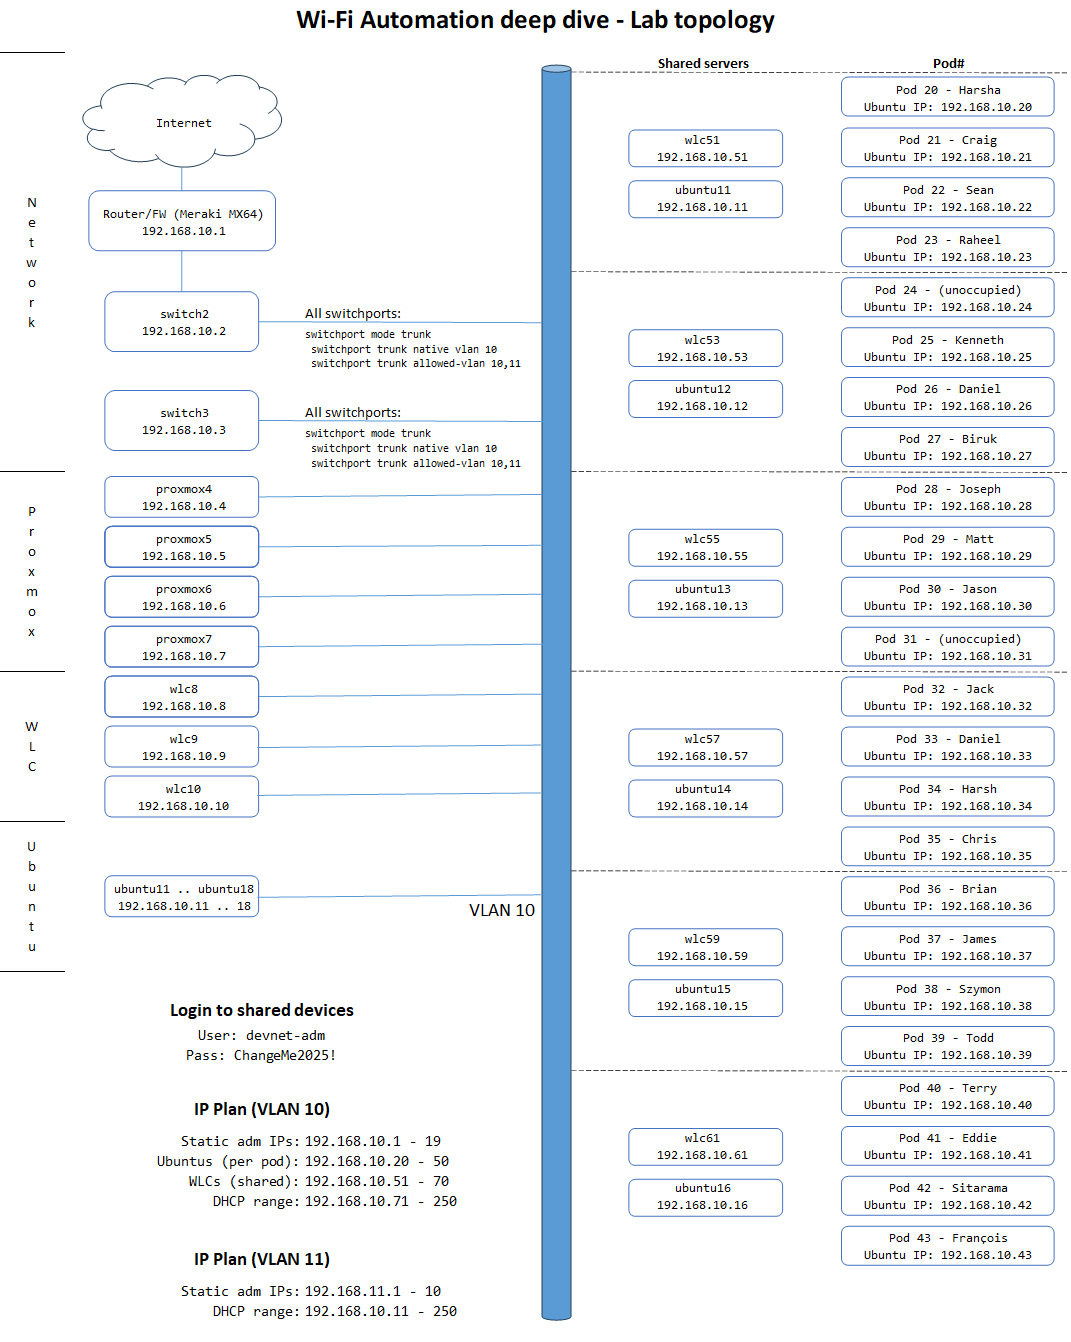 Wi-Fi Automation deep dive - Lab topology
Network
Internet
Router/FW (Meraki MX64)
192.168.10.1
switch2
192.168.10.2
All switchports:
switchport mode trunk
switchport trunk native vlan 10
switchport trunk allowed-vlan 10,11
switch3
192.168.10.3
All switchports:
switchport mode trunk
switchport trunk native vlan 10
switchport trunk allowed-vlan 10,11
Proxmox
proxmox4
192.168.10.4
proxmox5
192.168.10.5
proxmox6
192.168.10.6
proxmox7
192.168.10.7
WLC
wlc8
192.168.10.8
wlc9
192.168.10.9
wlc10
192.168.10.10
Ubuntu
ubuntu11 .. ubuntu18
192.168.10.11 .. 18
VLAN 10
Login to shared devices
User: devnet-adm
Pass: ChangeMe2025!
IP Plan (VLAN 10)
Static adm IPs: 192.168.10.1 - 19
Ubuntus (per pod): 192.168.10.20 - 50
WLCs (shared): 192.168.10.51 - 70
DHCP range: 192.168.10.71 - 250
IP Plan (VLAN 11)
Static adm IPs: 192.168.11.1 - 10
DHCP range: 192.168.10.11 - 250
Shared servers
wlc51
192.168.10.51
ubuntu11
192.168.10.11
wlc53
192.168.10.53
ubuntu12
192.168.10.12
wlc55
192.168.10.55
ubuntu13
192.168.10.13
wlc57
192.168.10.57
ubuntu14
192.168.10.14
wlc59
192.168.10.59
ubuntu15
192.168.10.15
wlc61
192.168.10.61
ubuntu16
192.168.10.16
Pod#
Pod 20 - Harsha
Ubuntu IP: 192.168.10.20
Pod 21 - Craig
Ubuntu IP: 192.168.10.21
Pod 22 - Sean
Ubuntu IP: 192.168.10.22
Pod 23 - Raheel
Ubuntu IP: 192.168.10.23
Pod 24 - (unoccupied)
Ubuntu IP: 192.168.10.24
Pod 25 - Kenneth
Ubuntu IP: 192.168.10.25
Pod 26 - Daniel
Ubuntu IP: 192.168.10.26
Pod 27 - Biruk
Ubuntu IP: 192.168.10.27
Pod 28 - Joseph
Ubuntu IP: 192.168.10.28
Pod 29 - Matt
Ubuntu IP: 192.168.10.29
Pod 30 - Jason
Ubuntu IP: 192.168.10.30
Pod 31 - (unoccupied)
Ubuntu IP: 192.168.10.31
Pod 32 - Jack
Ubuntu IP: 192.168.10.32
Pod 33 - Daniel
Ubuntu IP: 192.168.10.33
Pod 34 - Harsh
Ubuntu IP: 192.168.10.34
Pod 35 - Chris
Ubuntu IP: 192.168.10.35
Pod 36 - Brian
Ubuntu IP: 192.168.10.36
Pod 37 - James
Ubuntu IP: 192.168.10.37
Pod 38 - Szymon
Ubuntu IP: 192.168.10.38
Pod 39 - Todd
Ubuntu IP: 192.168.10.39
Pod 40 - Terry
Ubuntu IP: 192.168.10.40
Pod 41 - Eddie
Ubuntu IP: 192.168.10.41
Pod 42 - Sitarama
Ubuntu IP: 192.168.10.42
Pod 43 - François
Ubuntu IP: 192.168.10.43